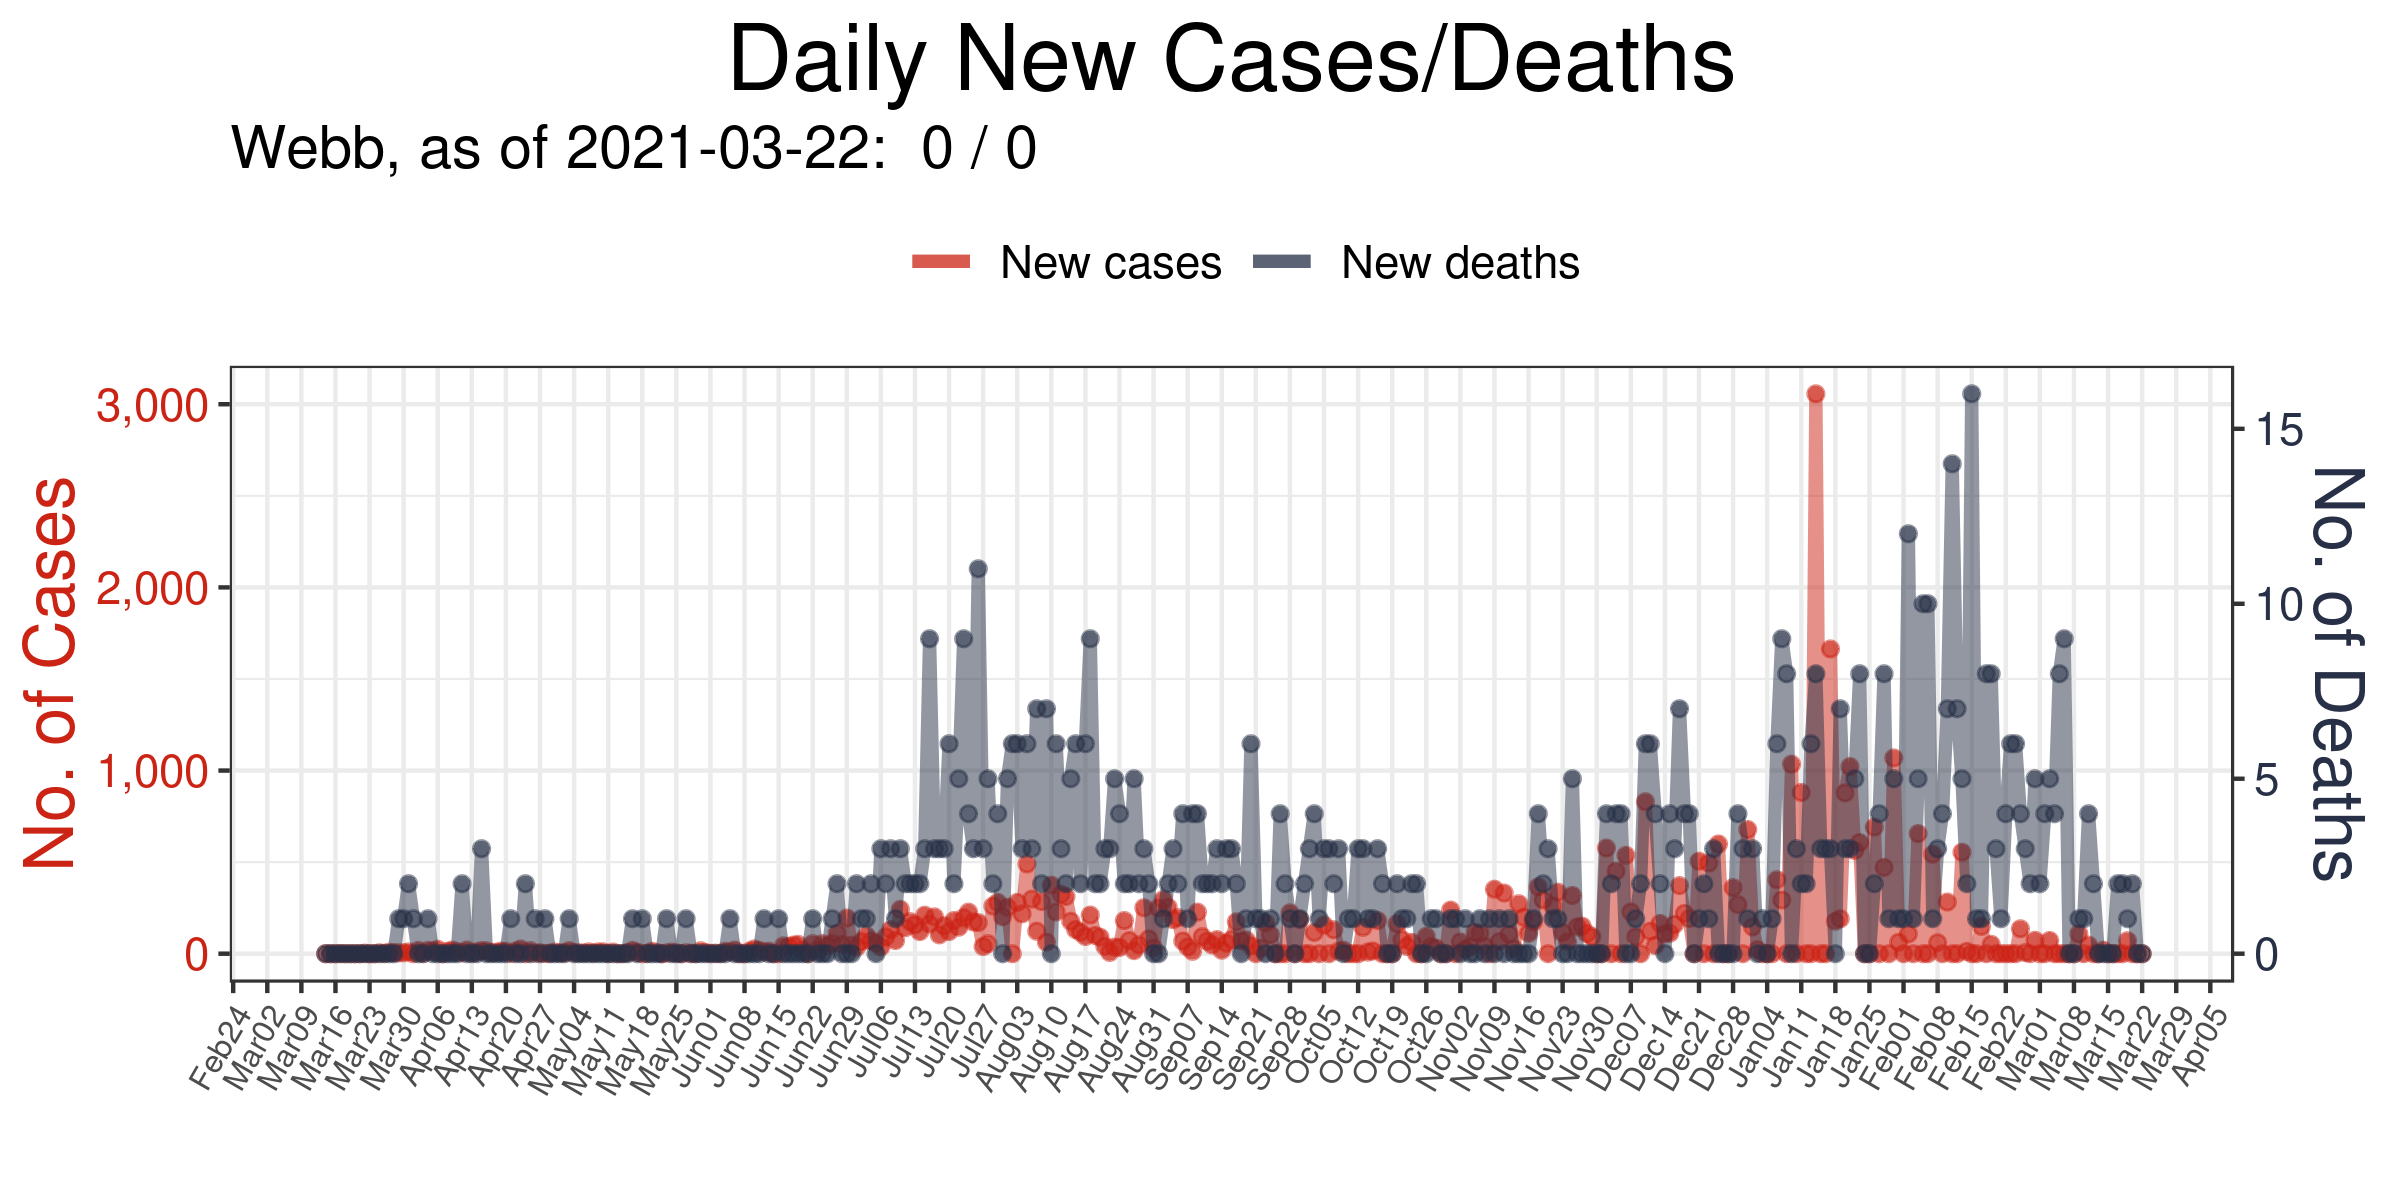 Daily New Cases/Deaths
Webb, as of 2021-03-22:  0 / 0
New cases New deaths
No. of Cases
3,000
2,000
1,000
0
15
10
5
0
No. of Deaths
Feb24 Mar02 Mar09 Mar16 Mar23 Mar30 Apr06 Apr13 Apr20 Apr27 May04 May11 May18 May25 Jun01 Jun08 Jun15 Jun22 Jun29 Jul06 Jul13 Jul20 Jul27 Aug03 Aug10 Aug17 Aug24 Aug31 Sep07 Sep14 Sep21 Sep28 Oct05 Oct12 Oct19 Oct26 Nov02 Nov09 Nov16 Nov23 Nov30 Dec07 Dec14 Dec21 Dec28 Jan04 Jan11 Jan18 Jan25 Feb01 Feb08 Feb15 Feb22 Mar01 Mar08 Mar15 Mar22 Mar29 Apr05